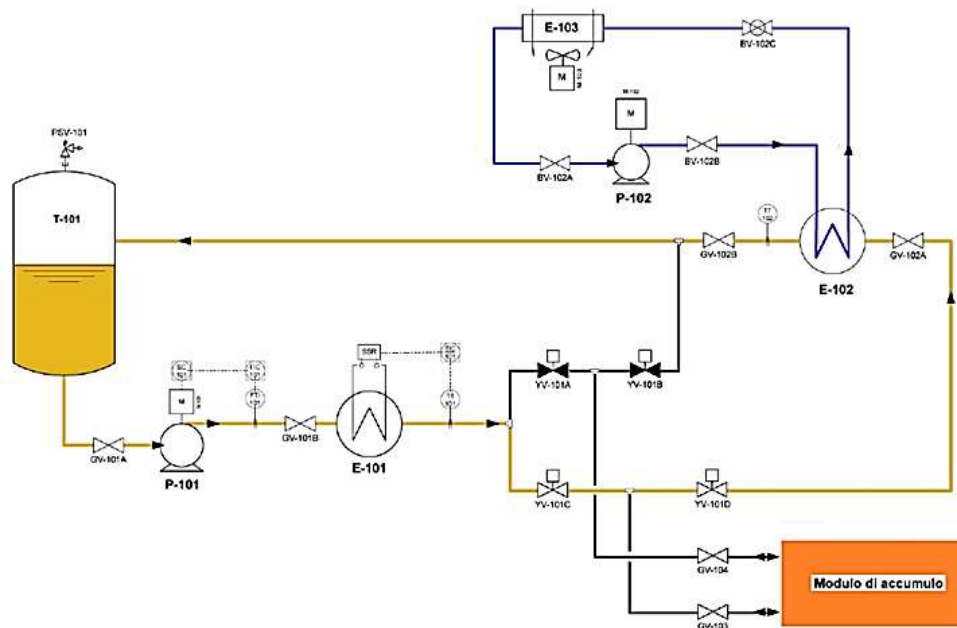 E-103
BV-102C
M
M
PSV-101
T-101
BV-102A
BV-102B
P-102
GV-102B
GV-102A
E-102
SSR
YV-101A
YV-101B
M
GV-101A
GV-101B
P-101
E-101
YV-101C
YV-101D
GV-104
Modulo di accumulo
GV-103